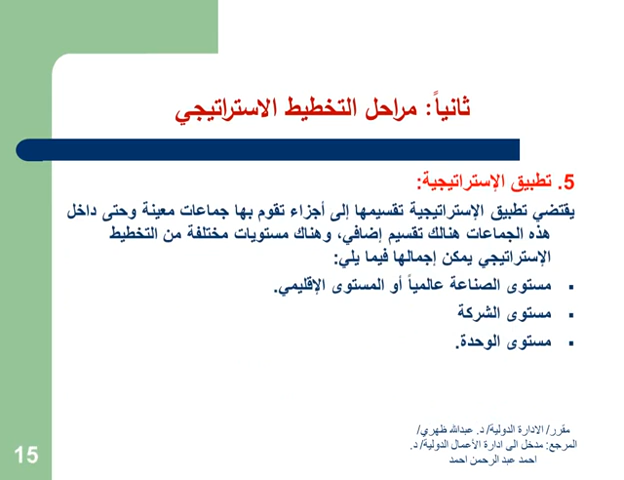 ثانياً: مراحل التخطيط الاستراتيجي
5. تطبيق الإستراتيجية:
يقتضي تطبيق الإستراتيجية تقسيمها إلى أجزاء تقوم بها جماعات معينة وحتى داخل
هذه الجماعات هنالك تقسيم إضافي، وهناك مستويات مختلفة من التخطيط
الإستراتيجي يمكن إجمالها فيما يلي:
▪ مستوى الصناعة عالمياً أو المستوى الإقليمي.
▪ مستوى الشركة
▪ مستوى الوحدة.
مقرر/ الادارة الدولية/ د. عبدالله ظهري/
المرجع: مدخل الى ادارة الأعمال الدولية/ د.
احمد عبد الرحمن احمد
15